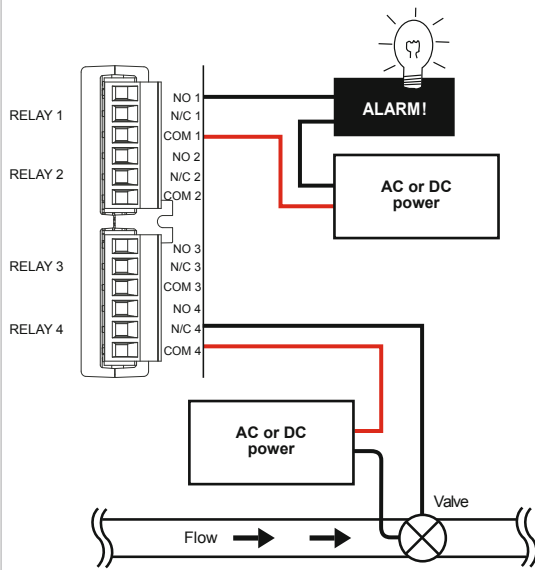 RELAY 1
RELAY 2
RELAY 3
RELAY 4
NO 1
N/C 1
COM 1
NO 2
N/C 2
COM 2
NO 3
N/C 3
COM 3
NO 4
N/C 4
COM 4
ALARM!
AC or DC
power
AC or DC
power
Valve
Flow